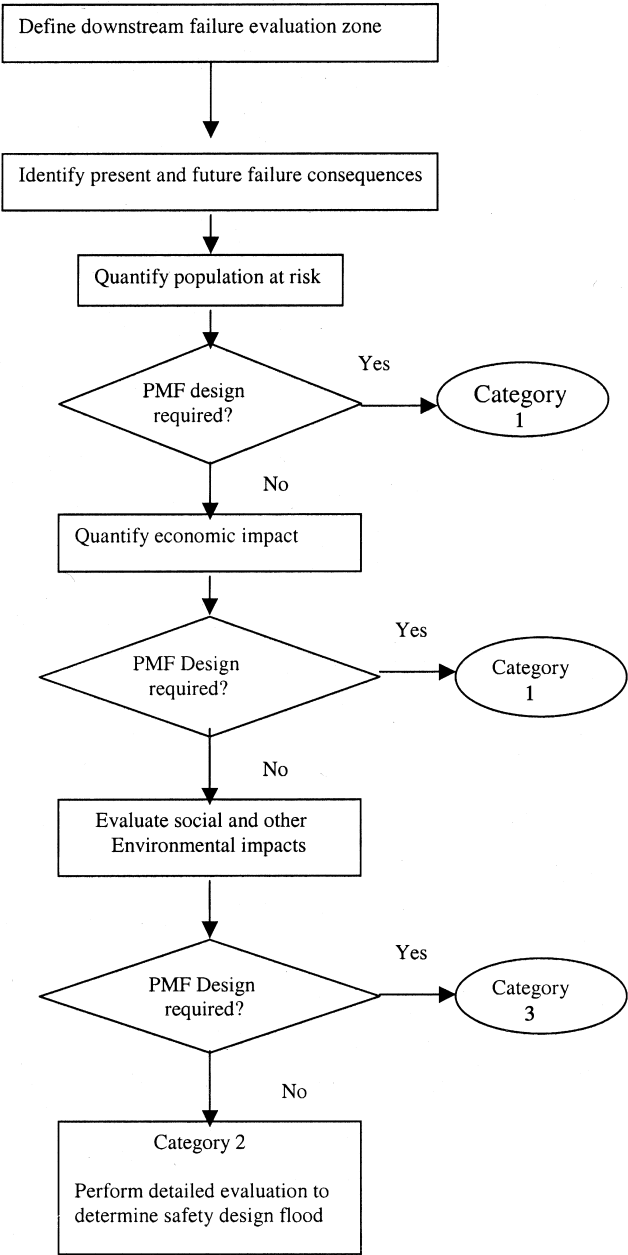 Define downstream failure evaluation zone
Identify present and future failure consequences
Quantify population at risk
Yes
PMF design
required?
Category
1
No
Quantify economic impact
Yes
PMF Design
required?
Category
1
No
Evaluate social and other
Environmental impacts
Yes
PMF Design
required?
Category
3
No
Category 2
Perform detailed evaluation to
determine safety design flood